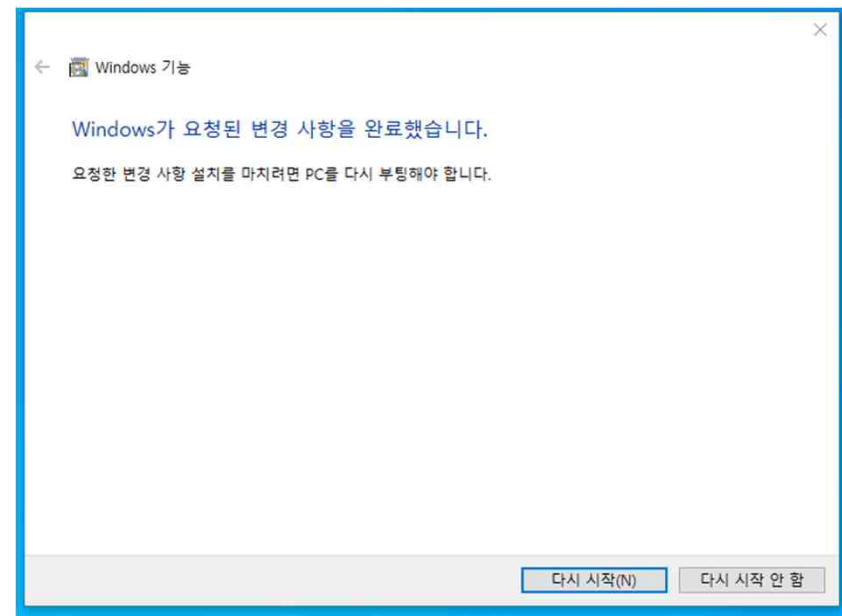 Windows 기능
Windows가 요청된 변경 사항을 완료했습니다.
요청한 변경 사항 설치를 마치려면 PC를 다시 부팅해야 합니다.
다시 시작(N)
다시 시작 안 함